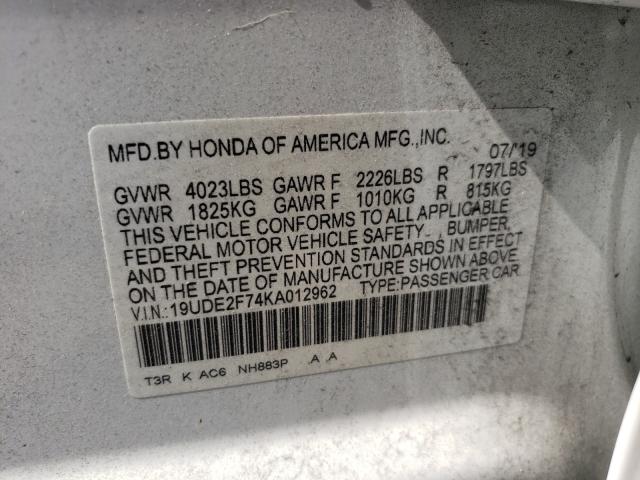 MFD.BY HONDA OF AMERICA MFG.,INC. 07/'19
GVWR 4023LBS GAWR F 2226LBS R 1797LBS
GVWR 1825KG GAWR F 1010KG R 815KG
THIS VEHICLE CONFORMS TO ALL APPLICABLE
FEDERAL MOTOR VEHICLE SAFETY , BUMPER,
AND THEFT PREVENTION STANDARDS IN EFFECT
ON THE DATE OF MANUFACTURE SHOWN ABOVE.
V.I.N.:19UDE2F74KA012962 TYPE:PASSENGER CAR
T3R K AC6 NH883P .A A